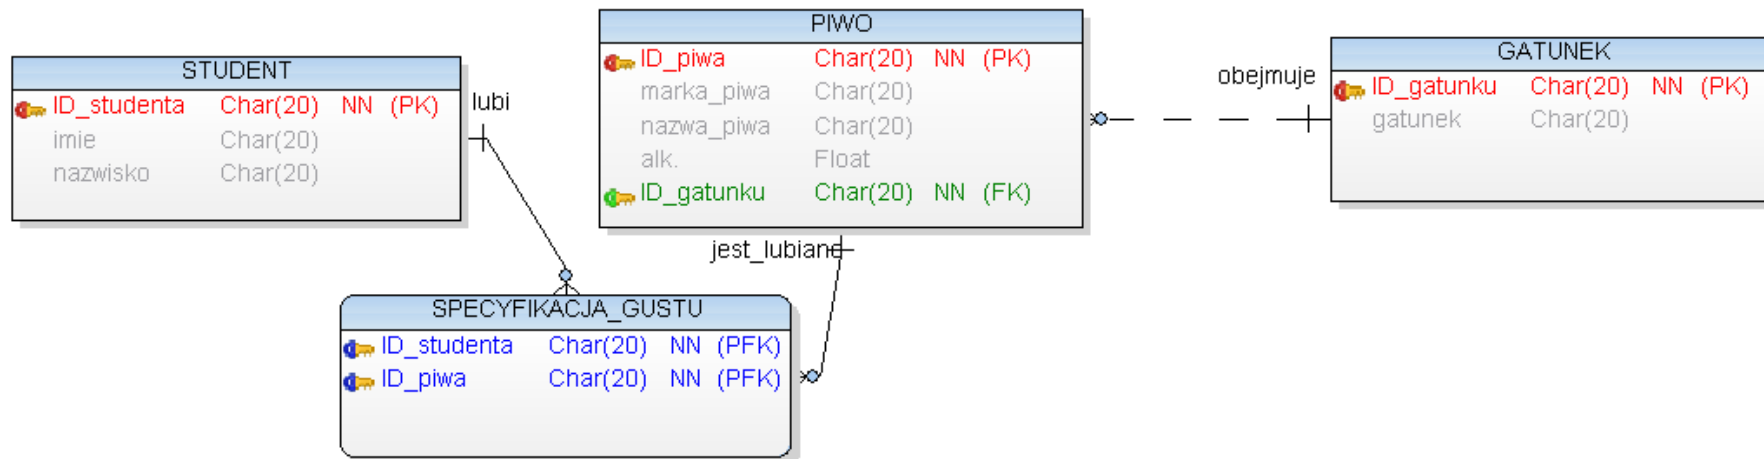 STUDENT
ID_studenta Char(20) NN (PK)
imie Char(20)
nazwisko Char(20)
lubi
PIWO
ID_piwa Char(20) NN (PK)
marka_piwa Char(20)
nazwa_piwa Char(20)
alk. Float
ID_gatunku Char(20) NN (FK)
obejmuje
GATUNEK
ID_gatunku Char(20) NN (PK)
gatunek Char(20)
jest_lubiane
SPECYFIKACJA_GUSTU
ID_studenta Char(20) NN (PFK)
ID_piwa Char(20) NN (PFK)